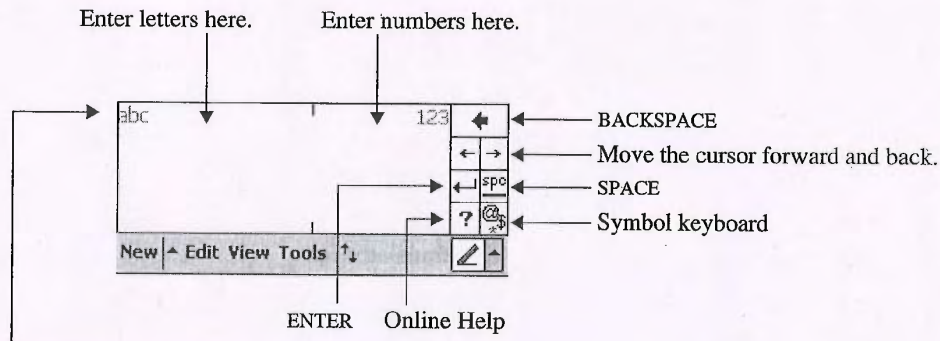 Enter letters here. Enter numbers here.
abc 123
BACKSPACE
← → Move the cursor forward and back.
spc SPACE
? @*$ Symbol keyboard
New Edit View Tools
ENTER Online Help